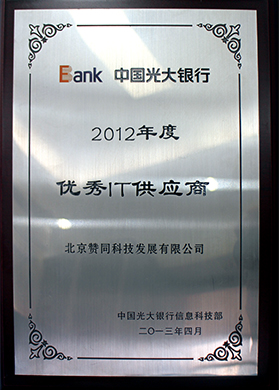 Bank 中国光大银行
2012年度
优秀IT供应商
北京赞同科技发展有限公司
中国光大银行信息科技部
二〇一三年四月